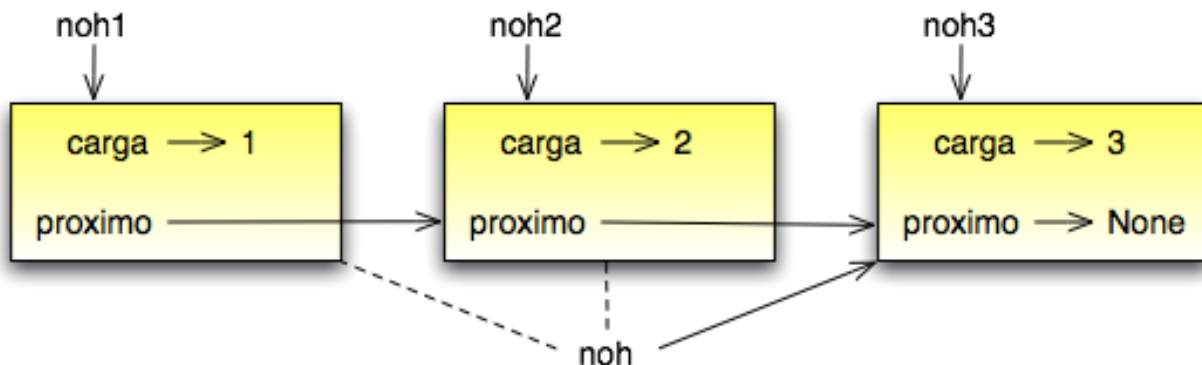 noh1 noh2 noh3
carga 1 carga 2 carga 3
proximo proximo proximo None
noh